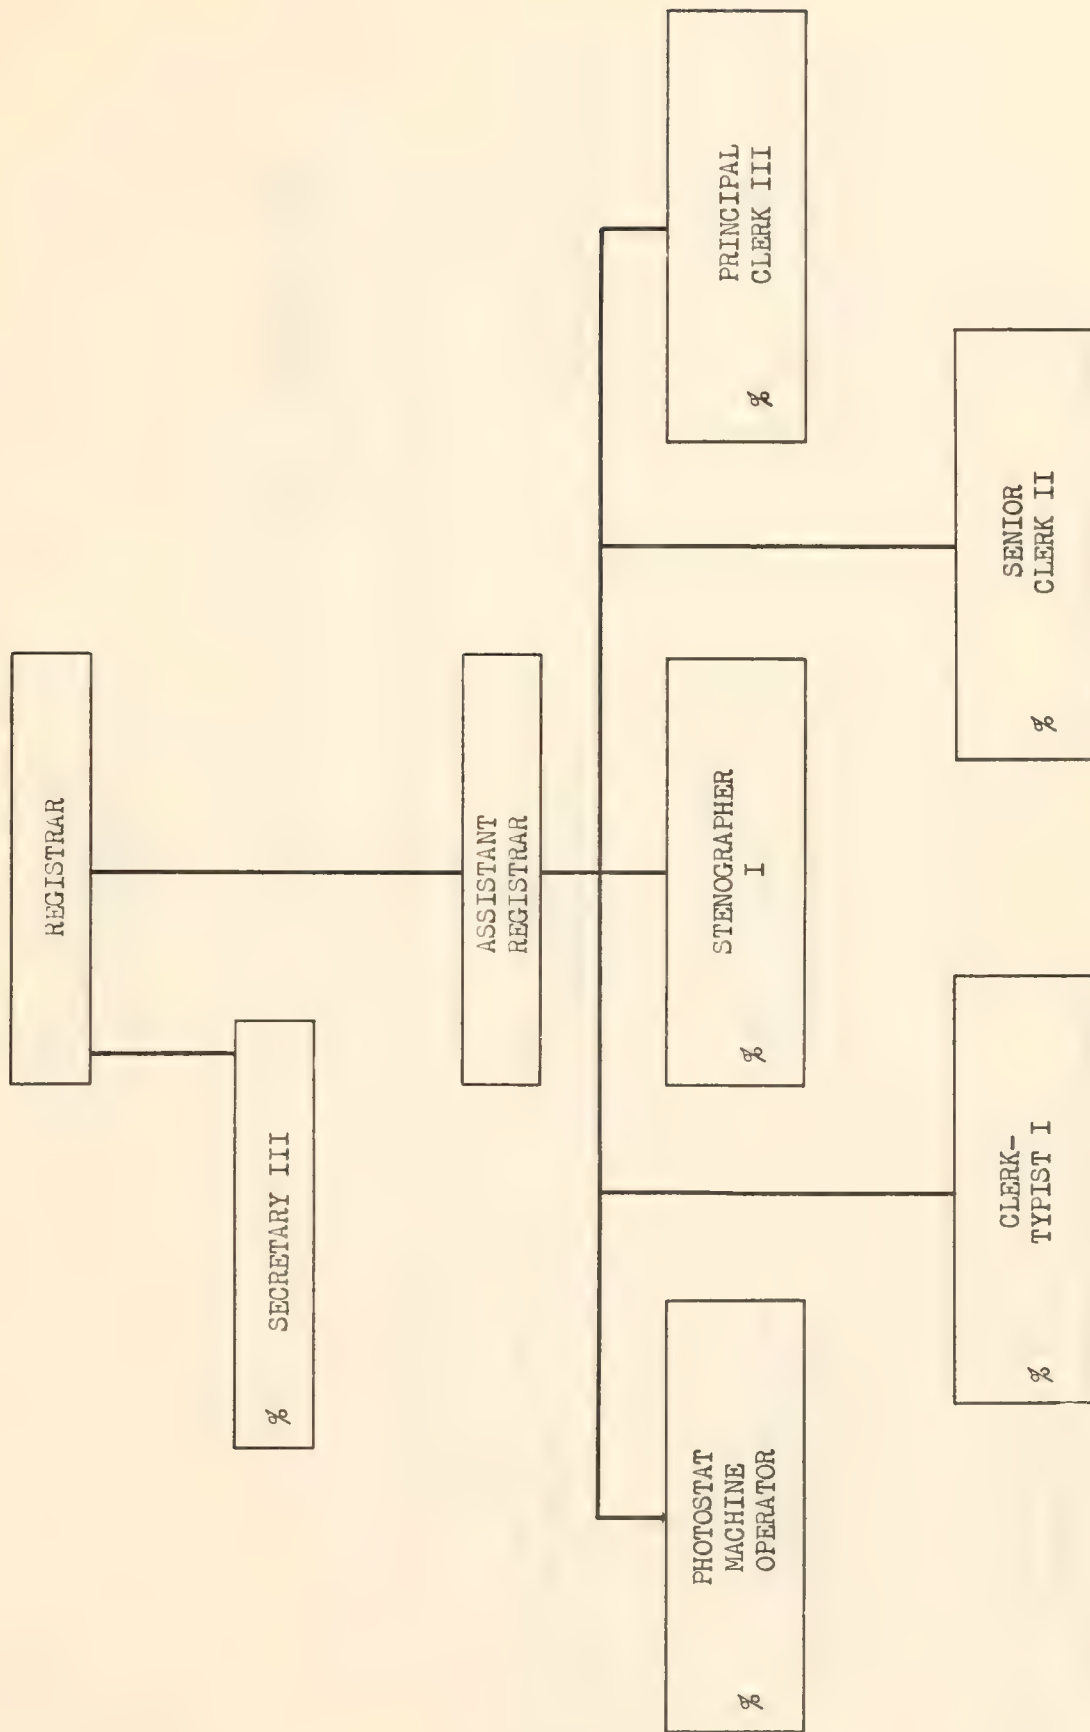 REGISTRAR
% SECRETARY III
ASSISTANT
REGISTRAR
PHOTOSTAT
MACHINE
% OPERATOR
STENOGRAPHER
% I
PRINCIPAL
% CLERK III
CLERK-
% TYPIST I
SENIOR
% CLERK II